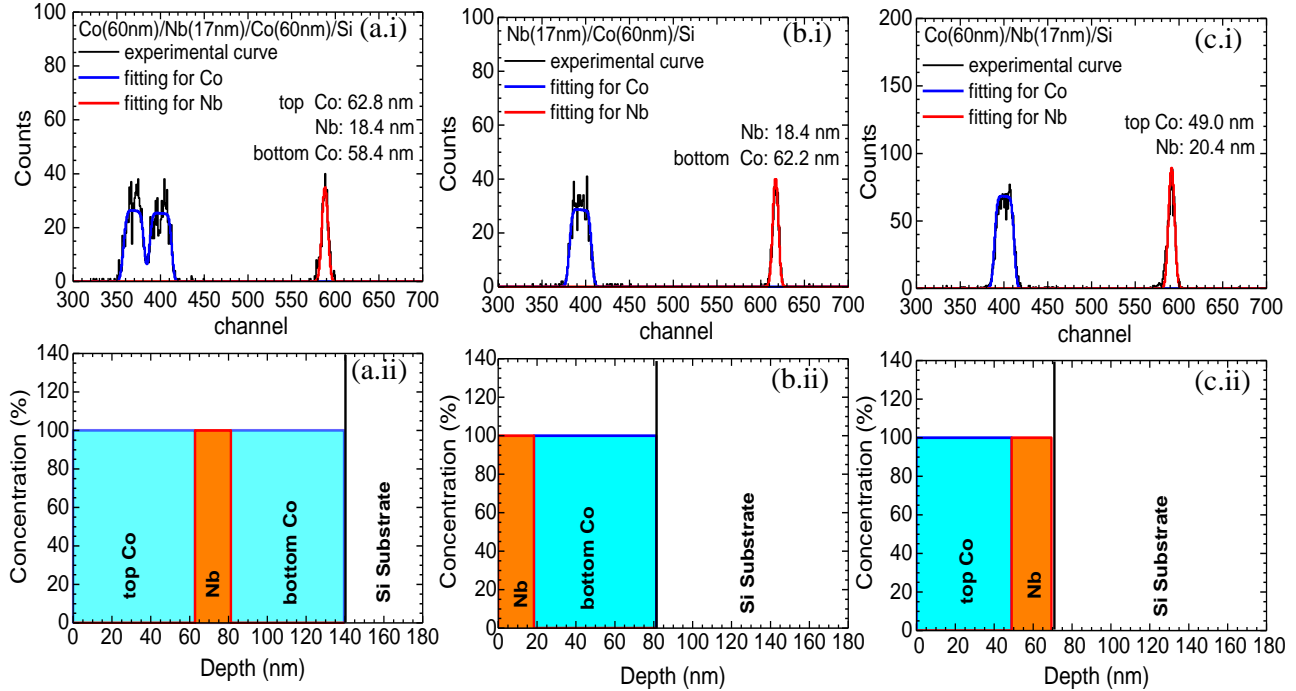 Co(60nm)/Nb(17nm)/Co(60nm)/Si
(a.i)
experimental curve
fitting for Co
fitting for Nb
top Co: 62.8 nm
Nb: 18.4 nm
bottom Co: 58.4 nm
Counts
100
80
60
40
20
0
300 350 400 450 500 550 600 650 700
channel
Nb(17nm)/Co(60nm)/Si
(b.i)
experimental curve
fitting for Co
fitting for Nb
Nb: 18.4 nm
bottom Co: 62.2 nm
Counts
100
80
60
40
20
0
300 350 400 450 500 550 600 650 700
channel
Co(60nm)/Nb(17nm)/Si
(c.i)
experimental curve
fitting for Co
fitting for Nb
top Co: 49.0 nm
Nb: 20.4 nm
Counts
200
150
100
50
0
300 350 400 450 500 550 600 650 700
channel
(a.ii)
Concentration (%)
140
120
100
80
60
40
20
0
top Co
Nb
bottom Co
Si Substrate
0 20 40 60 80 100 120 140 160 180
Depth (nm)
(b.ii)
Concentration (%)
140
120
100
80
60
40
20
0
Nb
bottom Co
Si Substrate
0 20 40 60 80 100 120 140 160 180
Depth (nm)
(c.ii)
Concentration (%)
140
120
100
80
60
40
20
0
top Co
Nb
Si Substrate
0 20 40 60 80 100 120 140 160 180
Depth (nm)